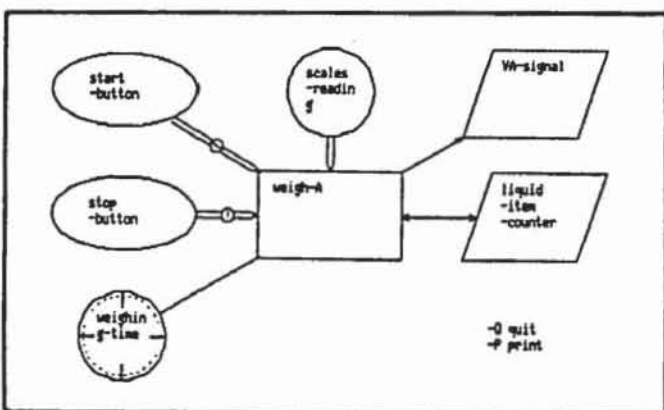 start
-button
scales
-readin
g
VA-signal
stop
-button
weigh-A
liquid
-item
-counter
weighin
g-time
-Q quit
-P print